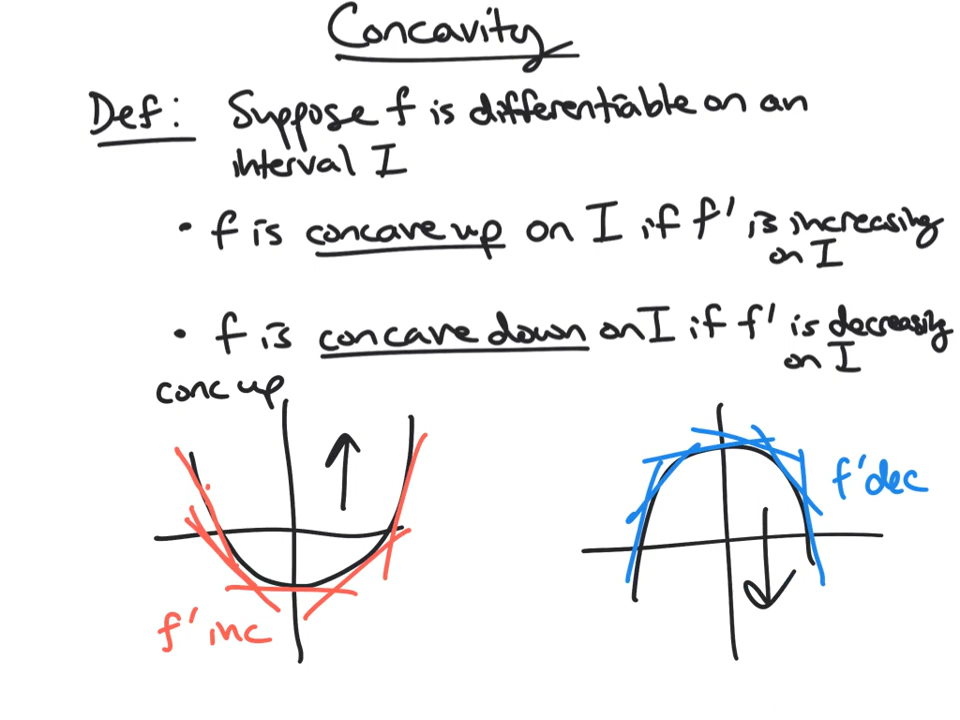 Concavity
Def: Suppose f is differentiable on an
interval I
• f is concave up on I if f' is increasing
on I
• f is concave down on I if f' is decreasing
on I
conc up
f' dec
f' inc